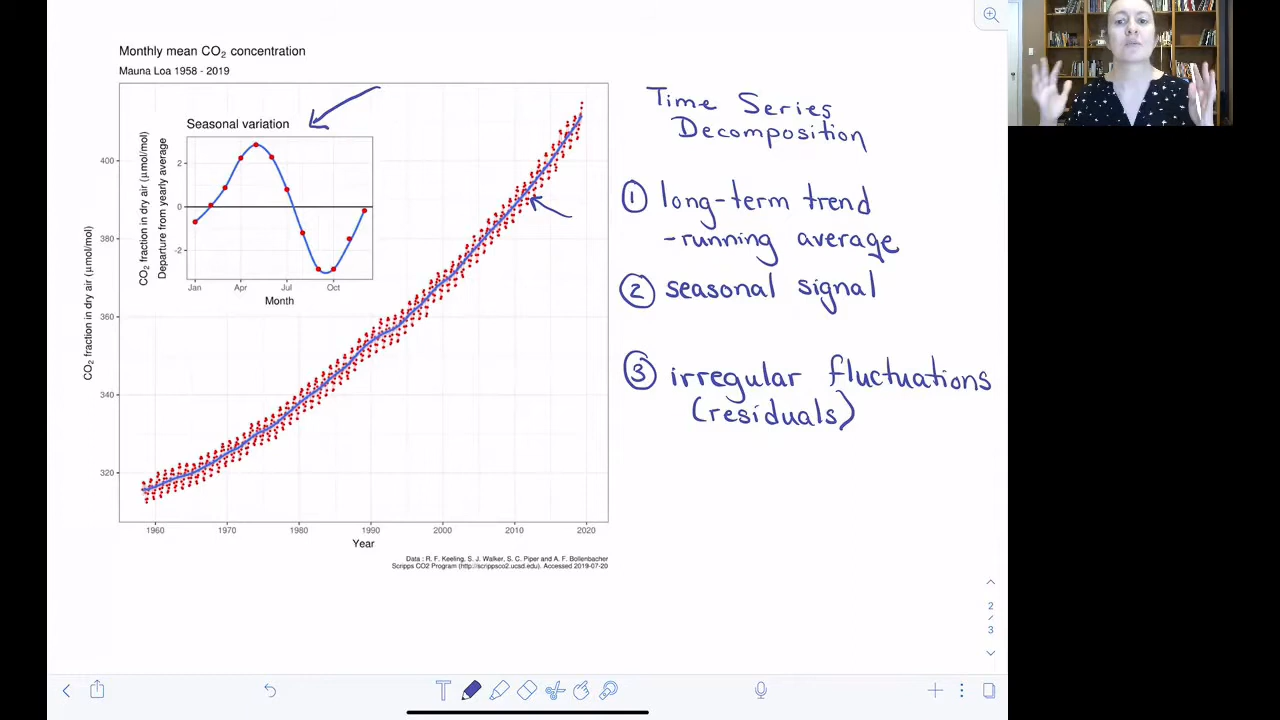 Monthly mean CO₂ concentration
Mauna Loa 1958 - 2019
Seasonal variation
CO₂ fraction in dry air (μmol/mol)
Departure from yearly average
2
0
-2
Jan Apr Jul Oct
Month
CO₂ fraction in dry air (μmol/mol)
400
380
360
340
320
1960 1970 1980 1990 2000 2010 2020
Year
Data : R. F. Keeling, S. J. Walker, S. C. Piper and A. F. Bollenbacher
Scripps CO2 Program (http://scrippsco2.ucsd.edu). Accessed 2019-07-20
Time Series
Decomposition
① long-term trend
-running average
② seasonal signal
③ irregular fluctuations
(residuals)
2
/
3
T